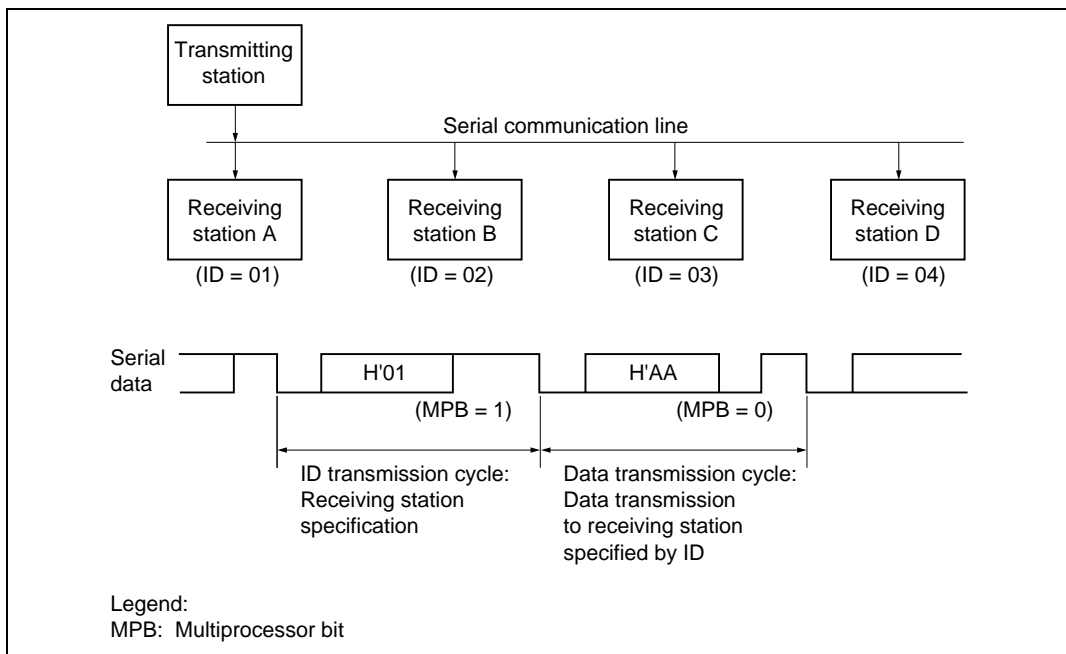 Transmitting
station
Serial communication line
Receiving
station A
(ID = 01)
Receiving
station B
(ID = 02)
Receiving
station C
(ID = 03)
Receiving
station D
(ID = 04)
Serial
data
H'01
(MPB = 1)
H'AA
(MPB = 0)
ID transmission cycle:
Receiving station
specification
Data transmission cycle:
Data transmission
to receiving station
specified by ID
Legend:
MPB: Multiprocessor bit